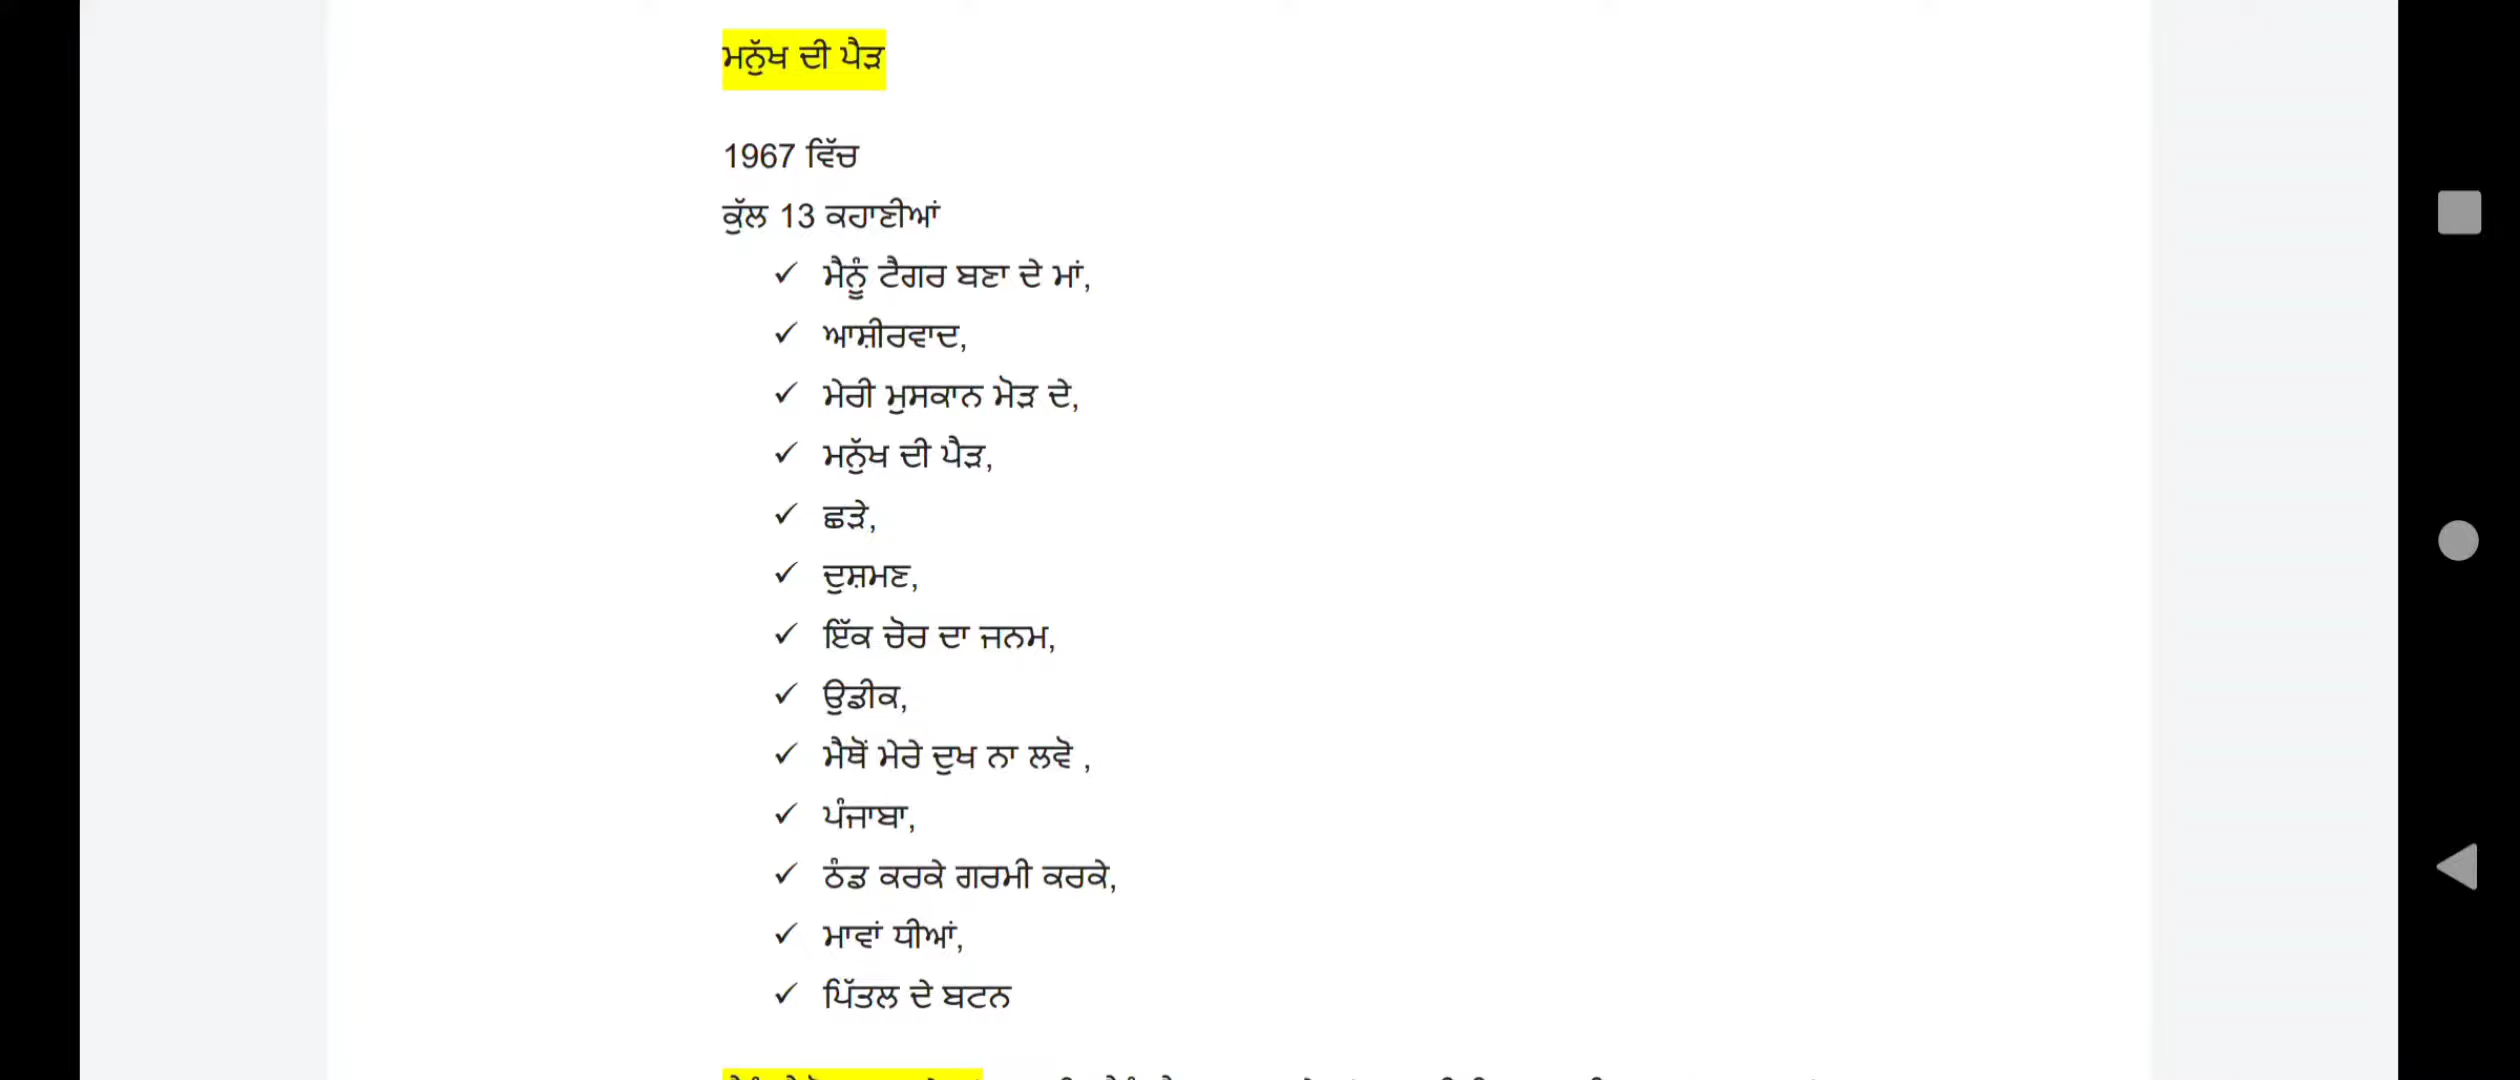 ਮਨੁੱਖ ਦੀ ਪੈੜ
1967 ਵਿੱਚ
ਕੁੱਲ 13 ਕਹਾਣੀਆਂ
✓ ਮੈਨੂੰ ਟੈਗਰ ਬਣਾ ਦੇ ਮਾਂ,
✓ ਆਸ਼ੀਰਵਾਦ,
✓ ਮੇਰੀ ਮੁਸਕਾਨ ਮੋੜ ਦੇ,
✓ ਮਨੁੱਖ ਦੀ ਪੈੜ,
✓ ਛੜੇ,
✓ ਦੁਸ਼ਮਣ,
✓ ਇੱਕ ਚੋਰ ਦਾ ਜਨਮ,
✓ ਉਡੀਕ,
✓ ਮੈਥੋਂ ਮੇਰੇ ਦੁਖ ਨਾ ਲਵੋ ,
✓ ਪੰਜਾਬਾ,
✓ ਠੰਡ ਕਰਕੇ ਗਰਮੀ ਕਰਕੇ,
✓ ਮਾਵਾਂ ਧੀਆਂ,
✓ ਪਿੱਤਲ ਦੇ ਬਟਨ